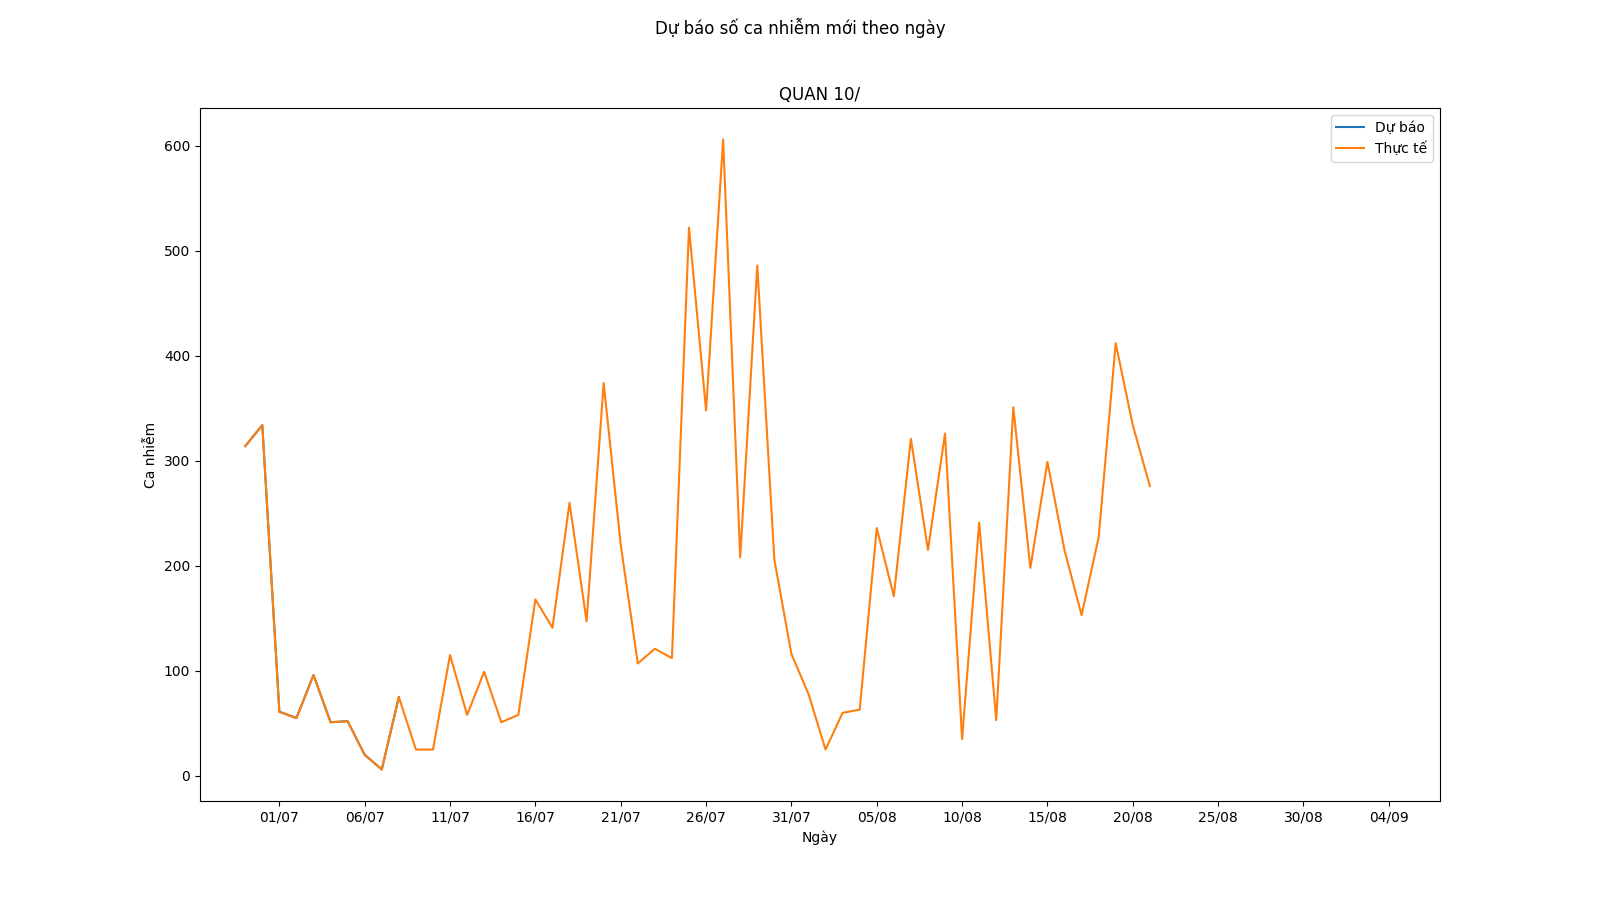 Dự báo số ca nhiễm mới theo ngày
QUAN 10/
Dự báo
Thực tế
600
500
400
300
200
100
0
Ca nhiễm
01/07 06/07 11/07 16/07 21/07 26/07 31/07 05/08 10/08 15/08 20/08 25/08 30/08 04/09
Ngày